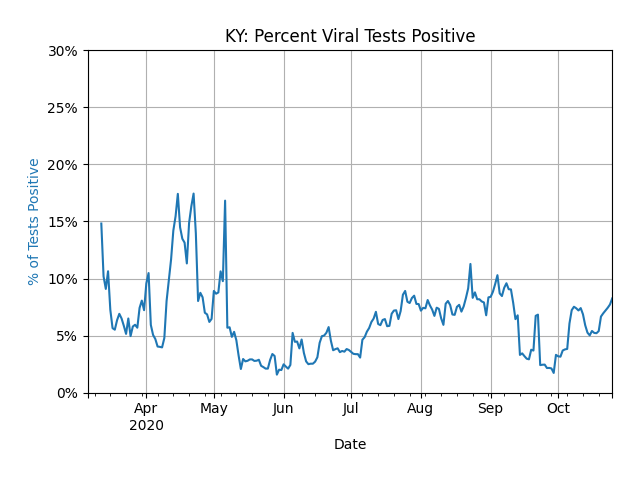 KY: Percent Viral Tests Positive
30%
25%
20%
15%
10%
5%
0%
% of Tests Positive
Apr May Jun Jul Aug Sep Oct
2020
Date